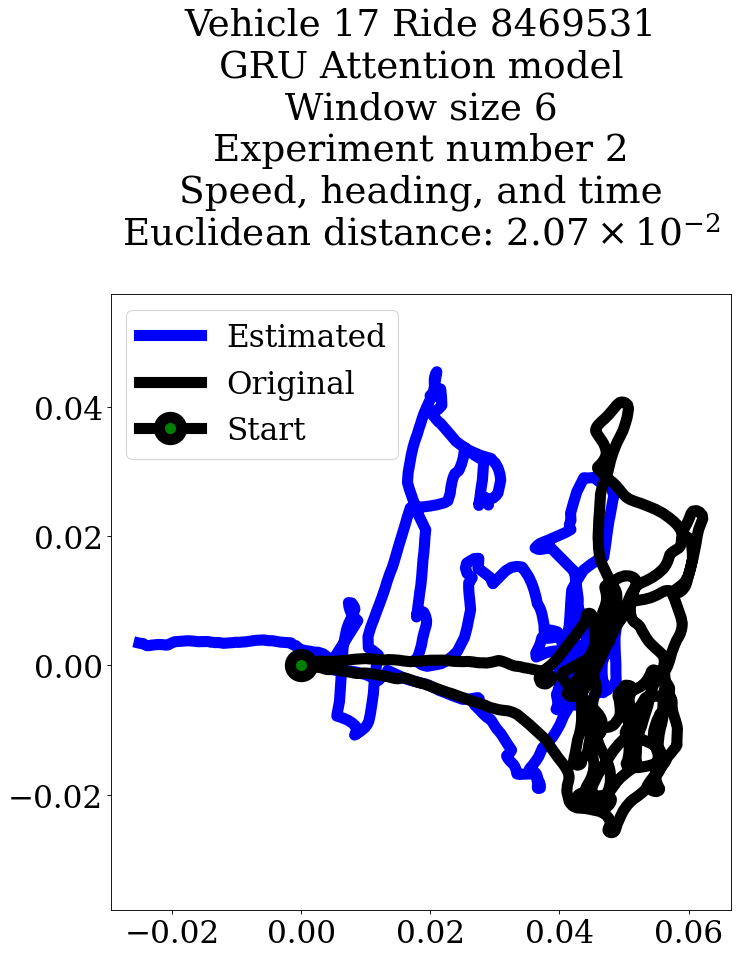 Vehicle 17 Ride 8469531
GRU Attention model
Window size 6
Experiment number 2
Speed, heading, and time
Euclidean distance: 2.07 × 10⁻²
Estimated
Original
Start
0.04
0.02
0.00
−0.02
−0.02
0.00
0.02
0.04
0.06